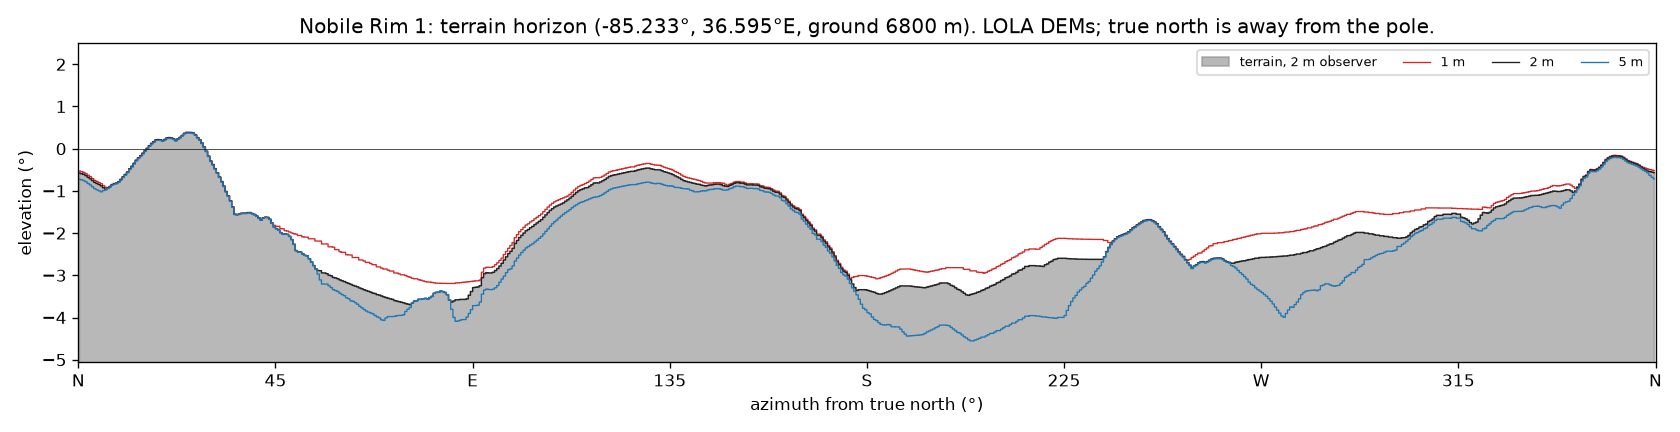 Nobile Rim 1: terrain horizon (-85.233°, 36.595°E, ground 6800 m). LOLA DEMs; true north is away from the pole.
terrain, 2 m observer 1 m 2 m 5 m
2
1
0
−1
−2
−3
−4
−5
elevation (°)
N 45 E 135 S 225 W 315 N
azimuth from true north (°)